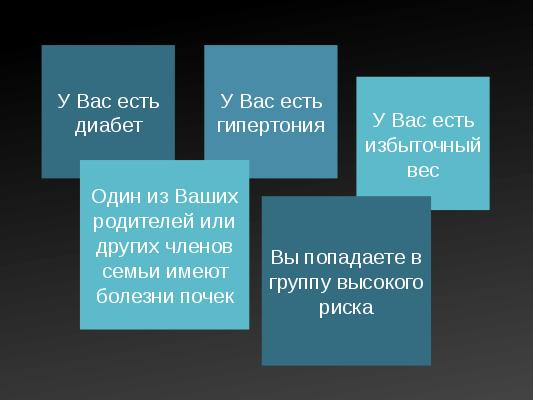 У Вас есть
диабет
У Вас есть
гипертония
У Вас есть
избыточный
вес
Один из Ваших
родителей или
других членов
семьи имеют
болезни почек
Вы попадаете в
группу высокого
риска